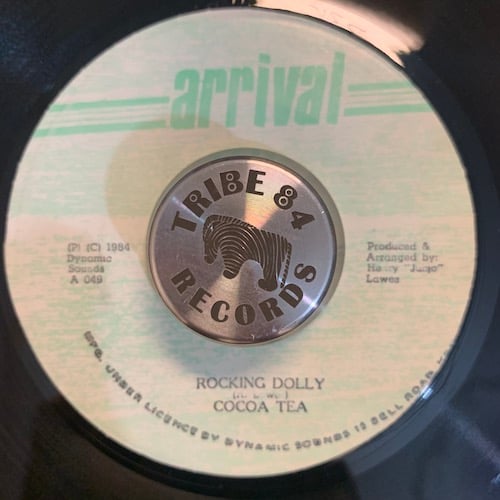 arrival
TRIBE 84
RECORDS
(P) (C) 1984
Dynamic
Sounds
A 049
Produced &
Arranged by:
Henry "Junjo"
Lawes
ROCKING DOLLY
COCOA TEA
MFG. UNDER LICENCE BY DYNAMIC SOUNDS 15 BELL ROAD